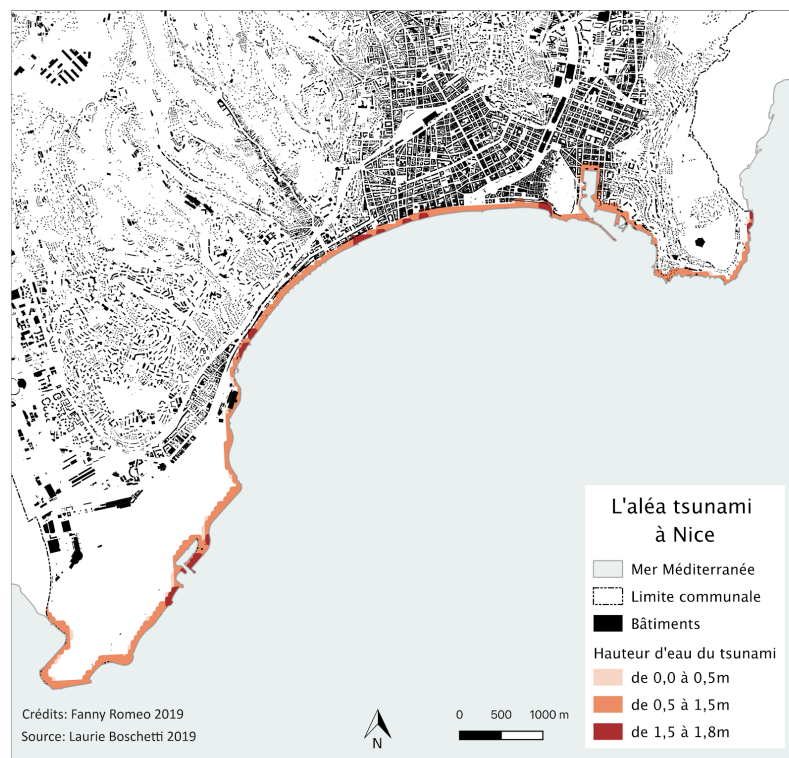 L'aléa tsunami
à Nice
Mer Méditerranée
Limite communale
Bâtiments
Hauteur d'eau du tsunami
de 0,0 à 0,5m
de 0,5 à 1,5m
de 1,5 à 1,8m
Crédits: Fanny Romeo 2019
Source: Laurie Boschetti 2019
N
0 500 1000 m